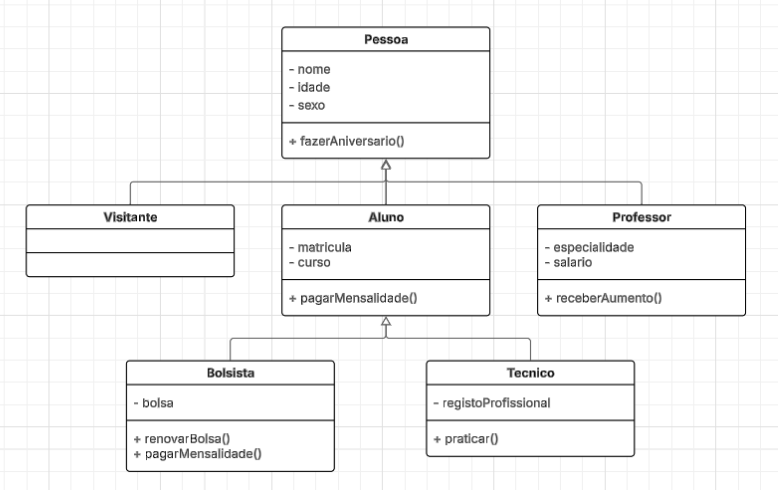 Pessoa
- nome
- idade
- sexo
+ fazerAniversario()
Visitante
Aluno
- matricula
- curso
+ pagarMensalidade()
Professor
- especialidade
- salario
+ receberAumento()
Bolsista
- bolsa
+ renovarBolsa()
+ pagarMensalidade()
Tecnico
- registoProfissional
+ praticar()